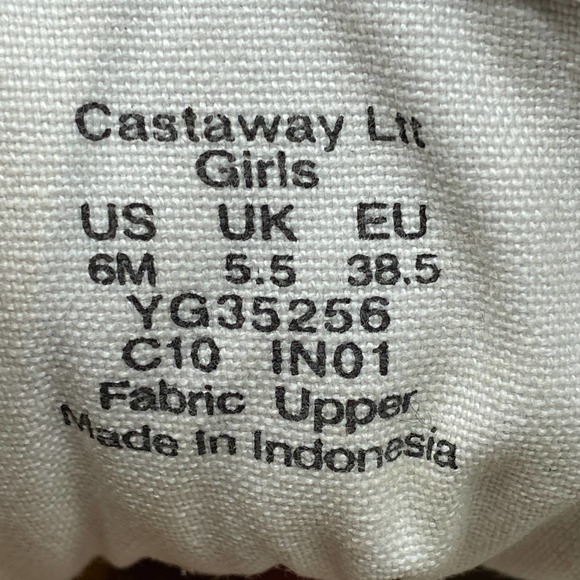 Castaway Ltt
Girls
US UK EU
6M 5.5 38.5
YG35256
C10 IN01
Fabric Upper
Made in Indonesia